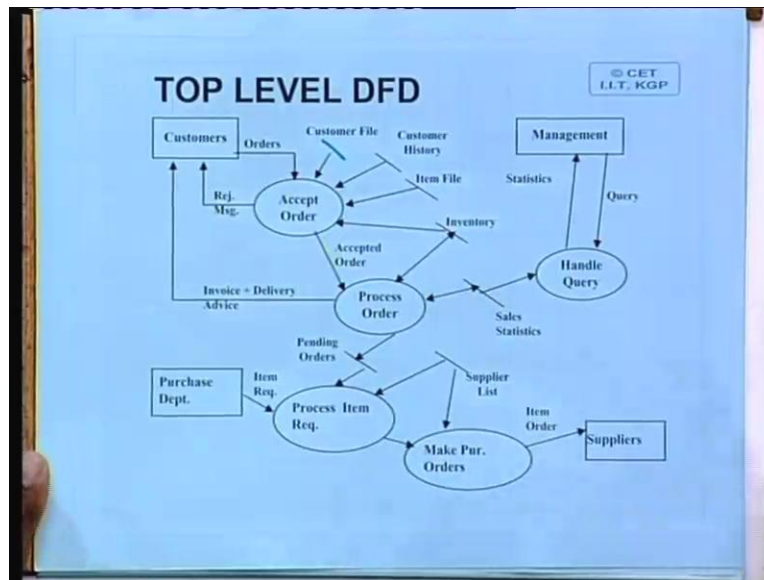 © CET
I.I.T. KGP
TOP LEVEL DFD
Customers
Orders
Customer File
Customer
History
Management
Item File
Statistics
Query
Rej.
Msg.
Accept
Order
Inventory
Accepted
Order
Handle
Query
Invoice + Delivery
Advice
Process
Order
Sales
Statistics
Pending
Orders
Purchase
Dept.
Item
Req.
Supplier
List
Process Item
Req.
Item
Order
Suppliers
Make Pur.
Orders